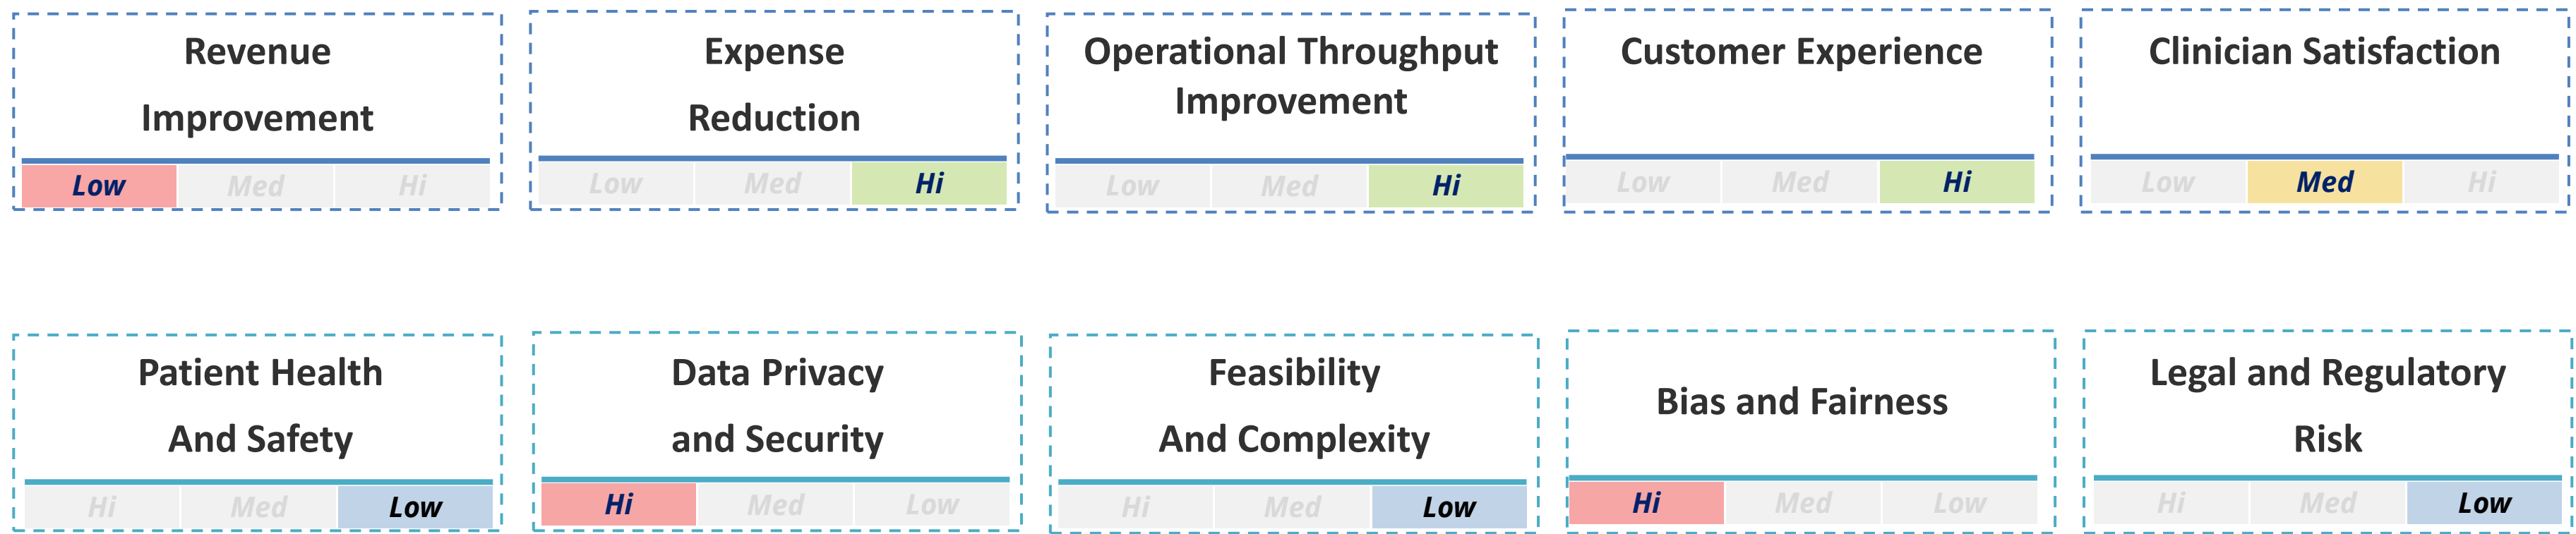 Revenue
Improvement
Low Med Hi
Expense
Reduction
Low Med Hi
Operational Throughput
Improvement
Low Med Hi
Customer Experience
Low Med Hi
Clinician Satisfaction
Low Med Hi
Patient Health
And Safety
Hi Med Low
Data Privacy
and Security
Hi Med Low
Feasibility
And Complexity
Hi Med Low
Bias and Fairness
Hi Med Low
Legal and Regulatory
Risk
Hi Med Low